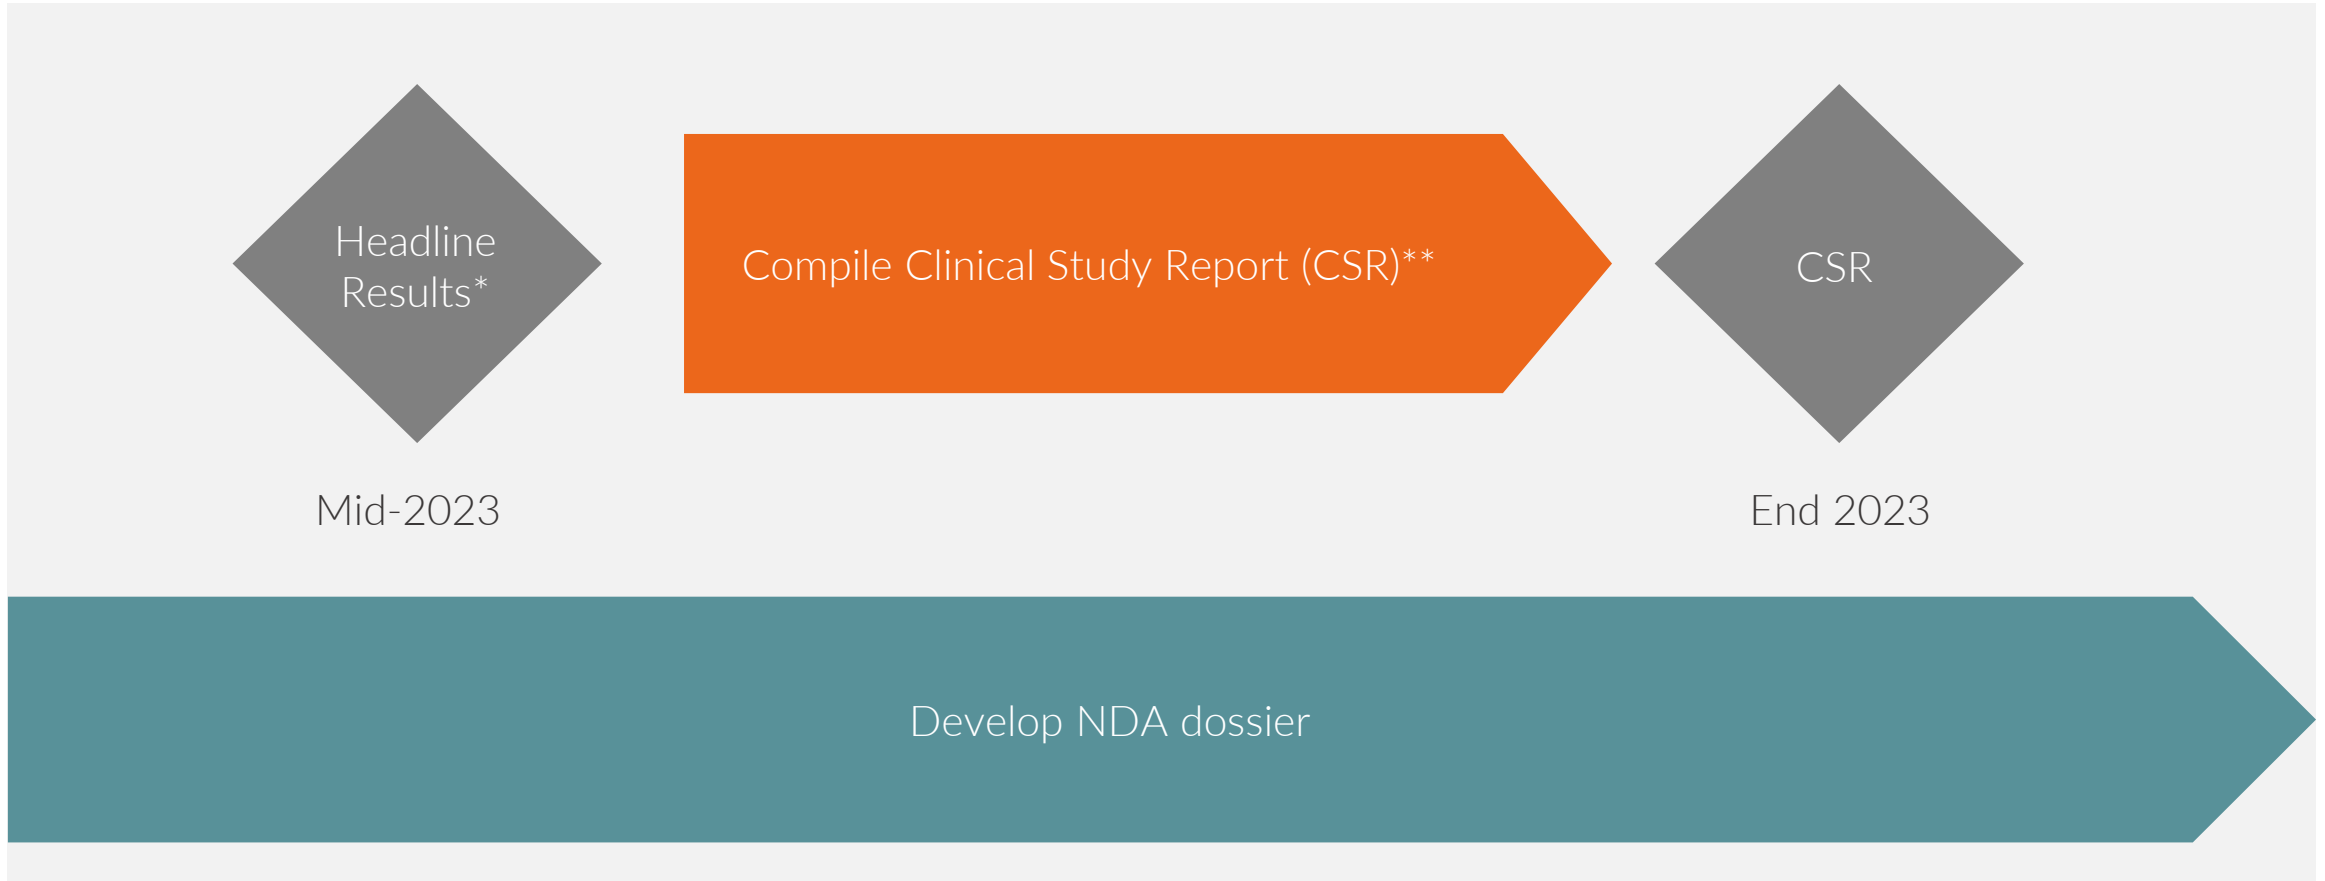 Headline
Results*
Compile Clinical Study Report (CSR)**
CSR
Mid-2023
End 2023
Develop NDA dossier